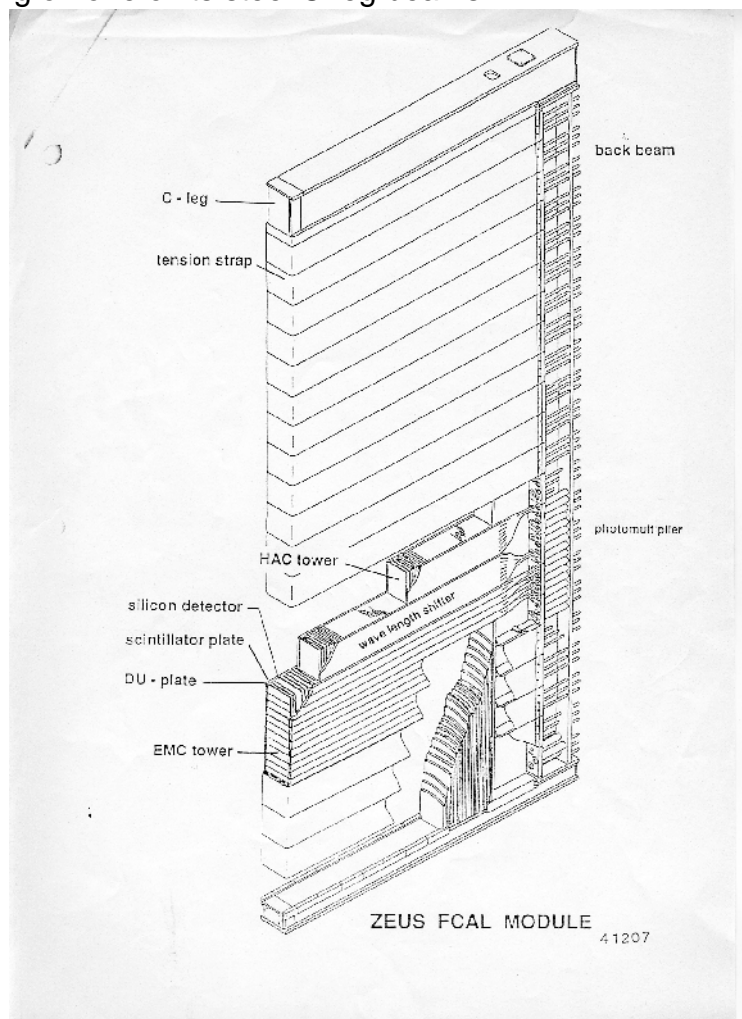 back beam
C - leg
tension strap
photomult plier
HAC tower
silicon detector
wave length shifter
scintillator plate
DU - plate
EMC tower
ZEUS FCAL MODULE
41207